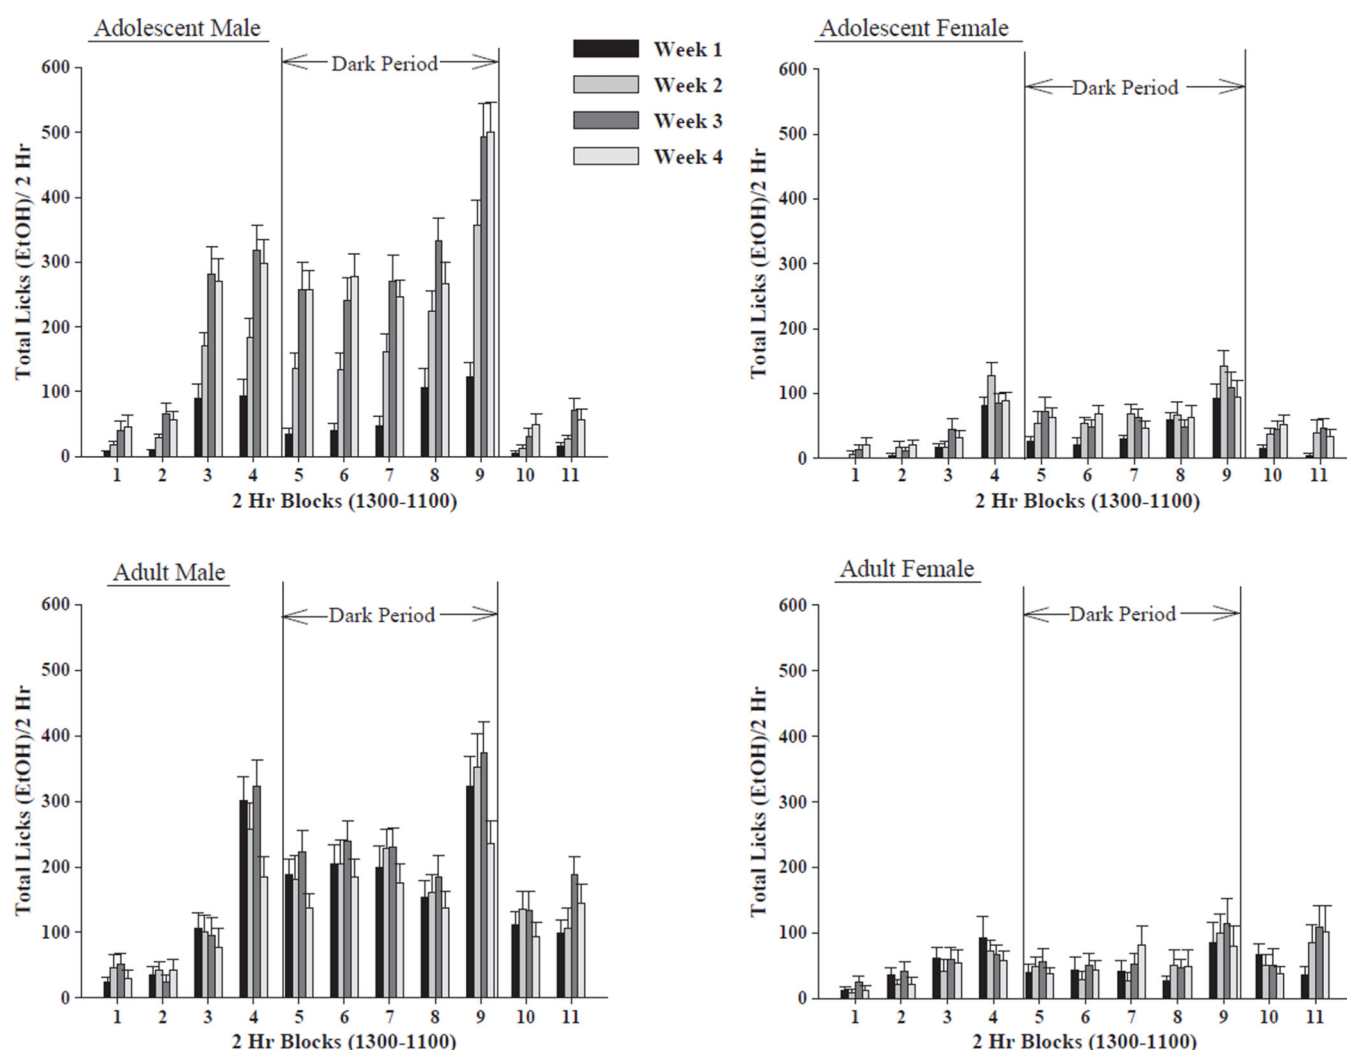 Adolescent Male
Total Licks (EtOH)/ 2 Hr
600
500
400
300
200
100
0
Dark Period
1 2 3 4 5 6 7 8 9 10 11
2 Hr Blocks (1300-1100)
Week 1
Week 2
Week 3
Week 4
Adolescent Female
Total Licks (EtOH)/2 Hr
600
500
400
300
200
100
0
Dark Period
1 2 3 4 5 6 7 8 9 10 11
2 Hr Blocks (1300-1100)
Adult Male
Total Licks (EtOH)/2 Hr
600
500
400
300
200
100
0
Dark Period
1 2 3 4 5 6 7 8 9 10 11
2 Hr Blocks (1300-1100)
Adult Female
Total Licks (EtOH)/2 Hr
600
500
400
300
200
100
0
Dark Period
1 2 3 4 5 6 7 8 9 10 11
2 Hr Blocks (1300-1100)